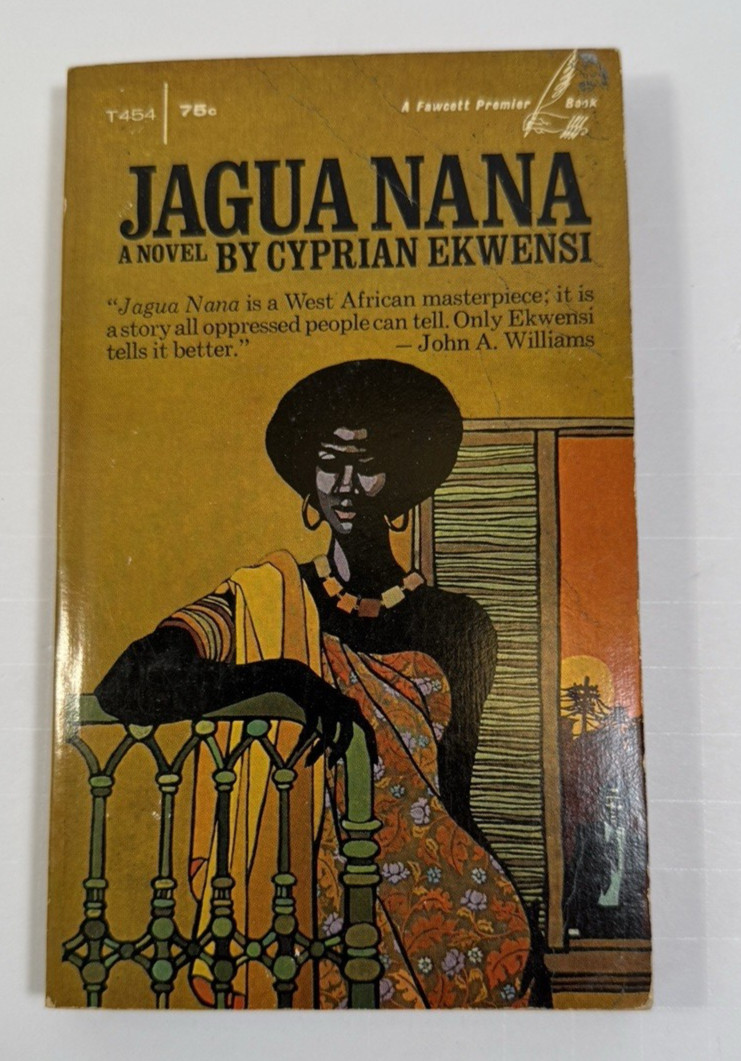 T454 75c
A Fawcett Premier Book
JAGUA NANA
A NOVEL BY CYPRIAN EKWENSI
“Jagua Nana is a West African masterpiece; it is
a story all oppressed people can tell. Only Ekwensi
tells it better.” — John A. Williams